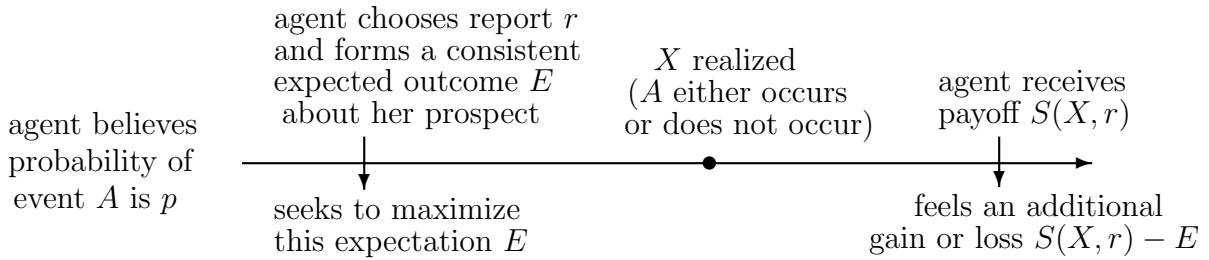 agent believes
probability of
event A is p
agent chooses report r
and forms a consistent
expected outcome E
about her prospect
seeks to maximize
this expectation E
X realized
(A either occurs
or does not occur)
agent receives
payoff S(X, r)
feels an additional
gain or loss S(X, r) − E